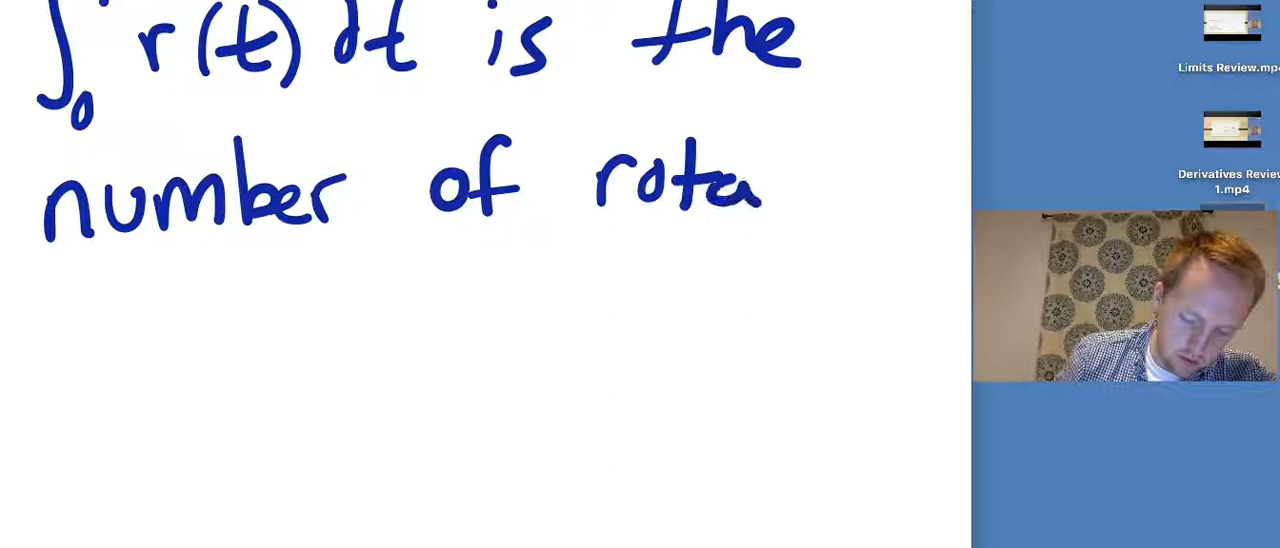 ∫₀ r(t) dt is the
number of rota
Limits Review.mp4
Derivatives Review
1.mp4